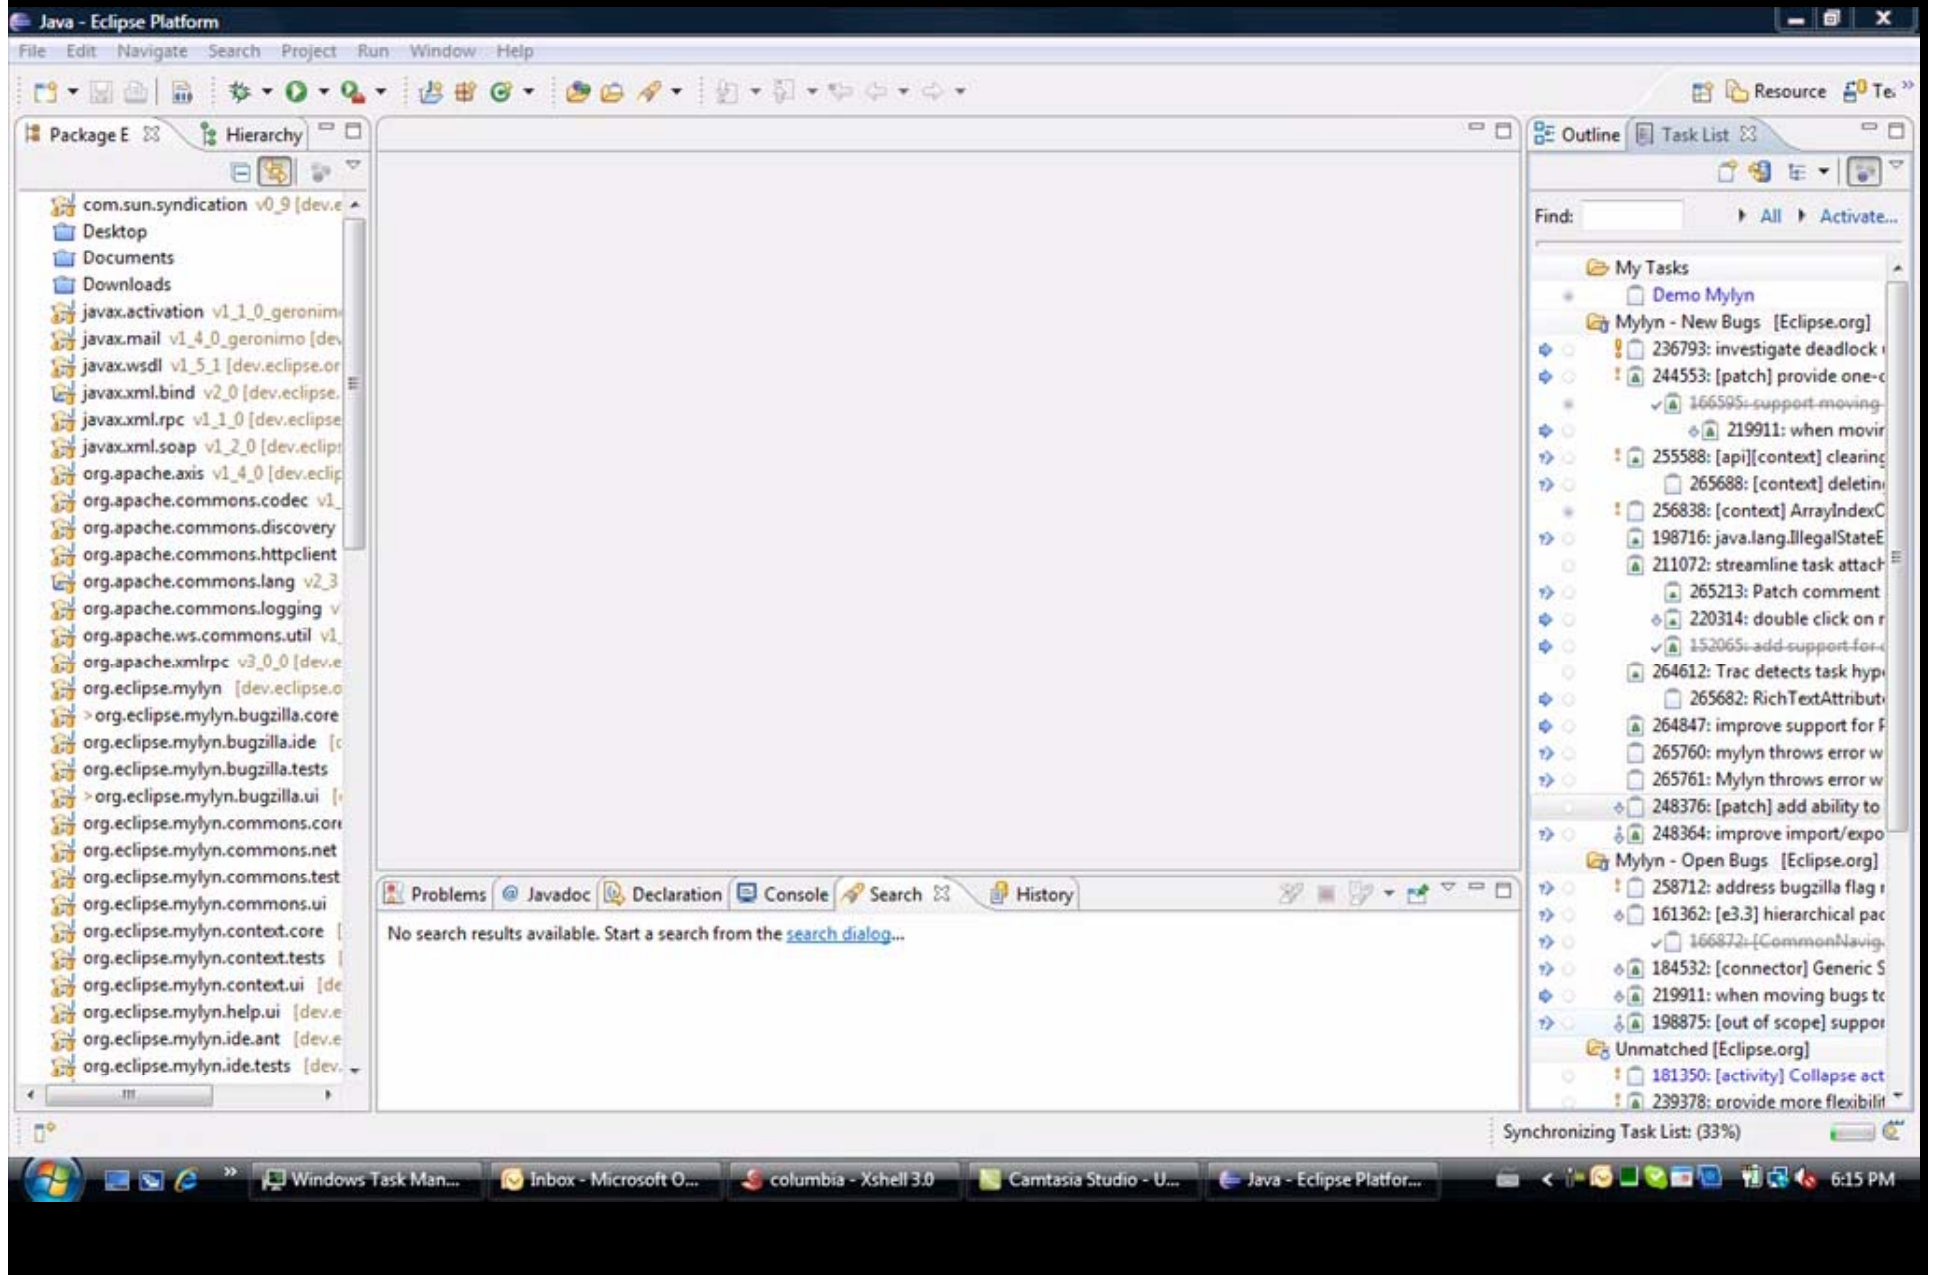 Java - Eclipse Platform
File Edit Navigate Search Project Run Window Help
Resource Te
Package E Hierarchy
com.sun.syndication v0_9 [dev.e
Desktop
Documents
Downloads
javax.activation v1_1_0_geronim
javax.mail v1_4_0_geronimo [dev
javax.wsdl v1_5_1 [dev.eclipse.or
javax.xml.bind v2_0 [dev.eclipse.
javax.xml.rpc v1_1_0 [dev.eclipse
javax.xml.soap v1_2_0 [dev.eclip
org.apache.axis v1_4_0 [dev.eclip
org.apache.commons.codec v1_
org.apache.commons.discovery
org.apache.commons.httpclient
org.apache.commons.lang v2_3
org.apache.commons.logging v
org.apache.ws.commons.util v1_
org.apache.xmlrpc v3_0_0 [dev.e
org.eclipse.mylyn [dev.eclipse.o
>org.eclipse.mylyn.bugzilla.core
org.eclipse.mylyn.bugzilla.ide [
org.eclipse.mylyn.bugzilla.tests
>org.eclipse.mylyn.bugzilla.ui [
org.eclipse.mylyn.commons.core
org.eclipse.mylyn.commons.net
org.eclipse.mylyn.commons.test
org.eclipse.mylyn.commons.ui
org.eclipse.mylyn.context.core [
org.eclipse.mylyn.context.tests [
org.eclipse.mylyn.context.ui [de
org.eclipse.mylyn.help.ui [dev.e
org.eclipse.mylyn.ide.ant [dev.e
org.eclipse.mylyn.ide.tests [dev.
Problems Javadoc Declaration Console Search History
No search results available. Start a search from the search dialog...
Outline Task List
Find: All Activate...
My Tasks
Demo Mylyn
Mylyn - New Bugs [Eclipse.org]
236793: investigate deadlock
244553: [patch] provide one-c
166595: support moving
219911: when movin
255588: [api][context] clearing
265688: [context] deletin
256838: [context] ArrayIndexO
198716: java.lang.IllegalStateE
211072: streamline task attach
265213: Patch comment
220314: double click on r
152065: add support for
264612: Trac detects task hype
265682: RichTextAttribut
264847: improve support for P
265760: mylyn throws error w
265761: Mylyn throws error w
248376: [patch] add ability to
248364: improve import/expo
Mylyn - Open Bugs [Eclipse.org]
258712: address bugzilla flag r
161362: [e3.3] hierarchical pac
166872: [CommonNavig
184532: [connector] Generic S
219911: when moving bugs to
198875: [out of scope] suppor
Unmatched [Eclipse.org]
181350: [activity] Collapse act
239378: provide more flexibilit
Synchronizing Task List: (33%)
Windows Task Man... Inbox - Microsoft O... columbia - Xshell 3.0 Camtasia Studio - U... Java - Eclipse Platfor... 6:15 PM